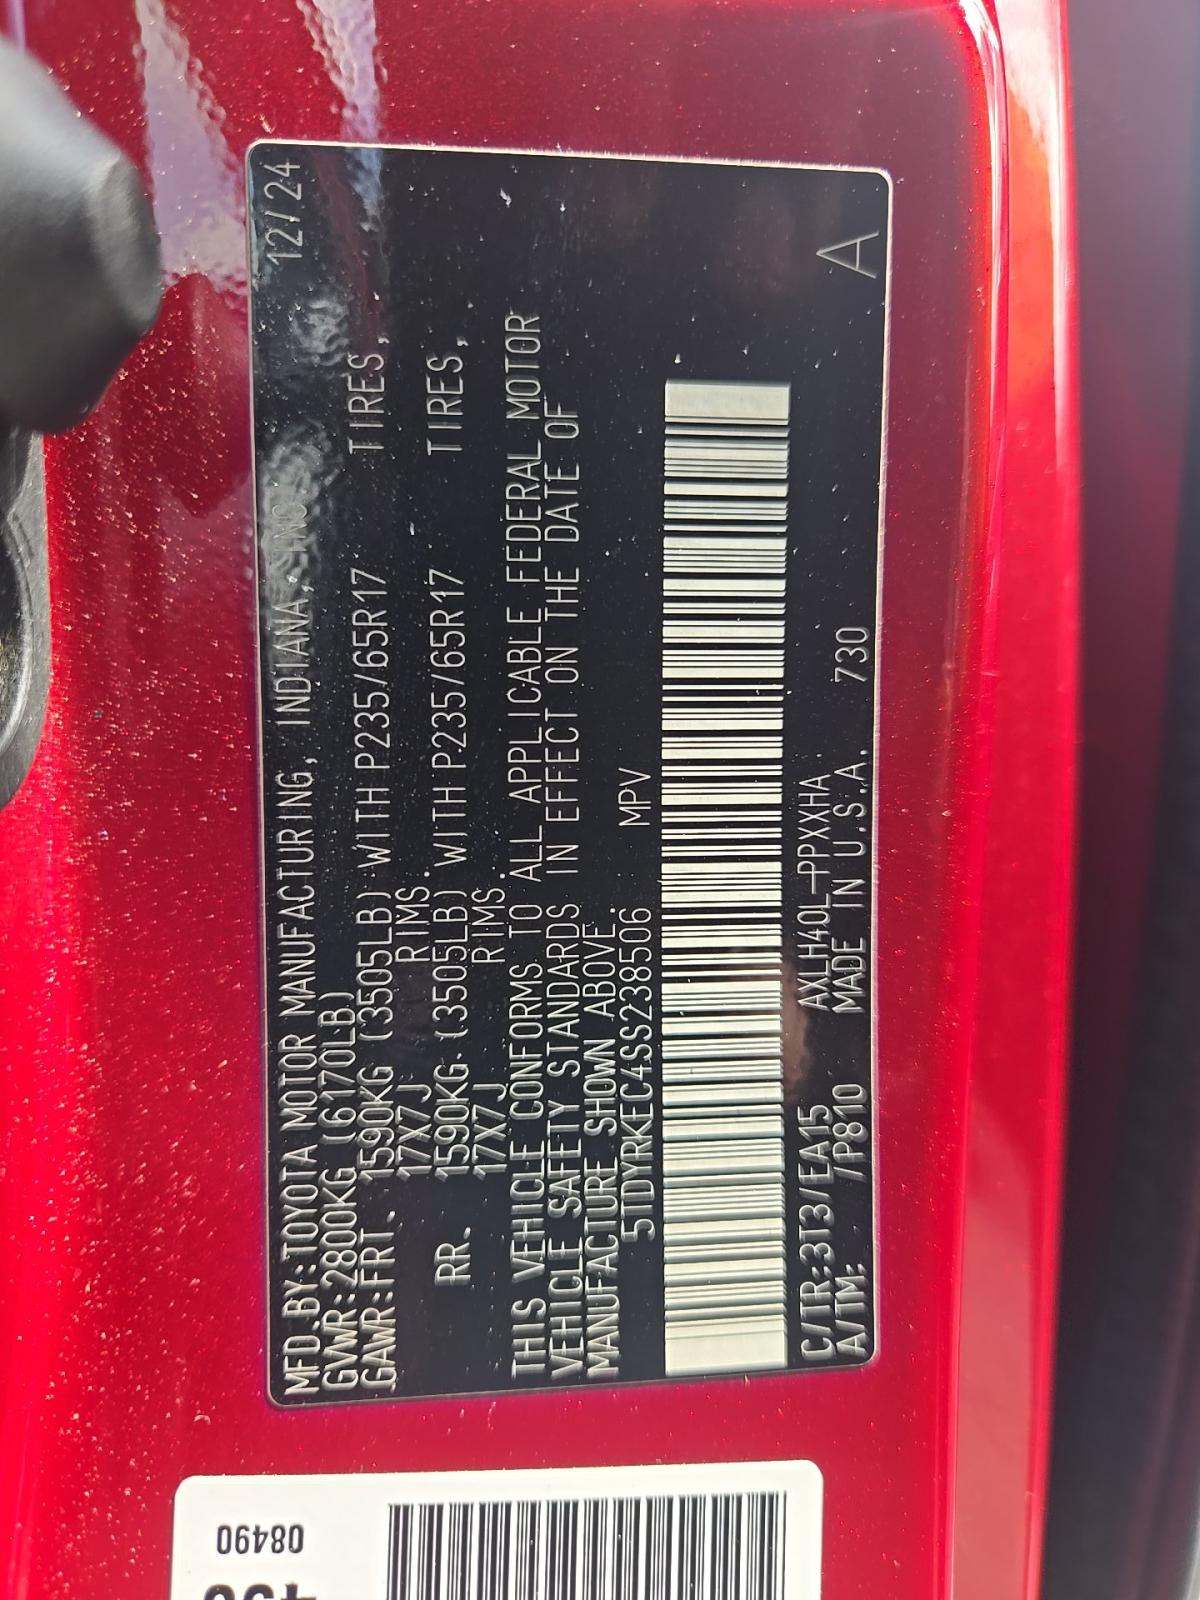 MFD.BY:TOYOTA MOTOR MANUFACTURING, INDIANA, INC. 12/24
GVWR:2800KG (6170LB)
GAWR:FRT. 1590KG (3505LB) WITH P235/65R17 TIRES,
17X7J RIMS.
RR. 1590KG (3505LB) WITH P235/65R17 TIRES,
17X7J RIMS.
THIS VEHICLE CONFORMS TO ALL APPLICABLE FEDERAL MOTOR
VEHICLE SAFETY STANDARDS IN EFFECT ON THE DATE OF
MANUFACTURE SHOWN ABOVE.
5TDYRKEC4SS238506 MPV
C/TR:3T3/EA15 AXLH40L-PPXXHA
A/TM: /P810 MADE IN U.S.A. 730
A
08490